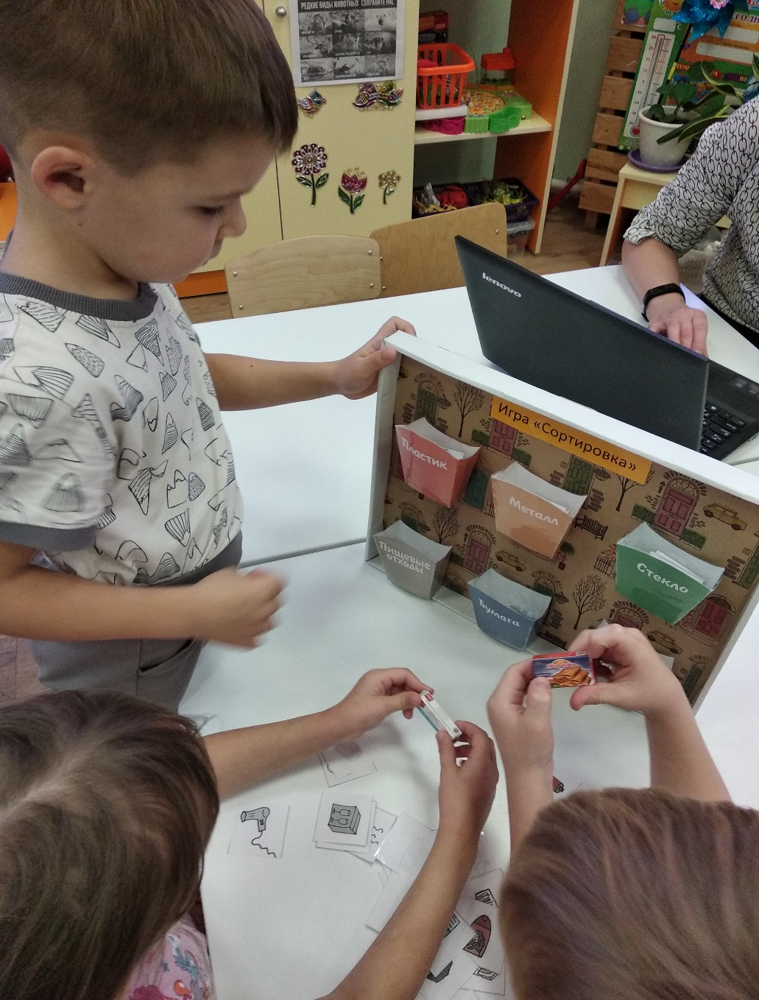 РЕДКИЕ ВИДЫ ЖИВОТНЫХ СОХРАНИТЕ НАС
lenovo
Игра «Сортировка»
Пластик
Металл
Стекло
Пищевые
отходы
Бумага